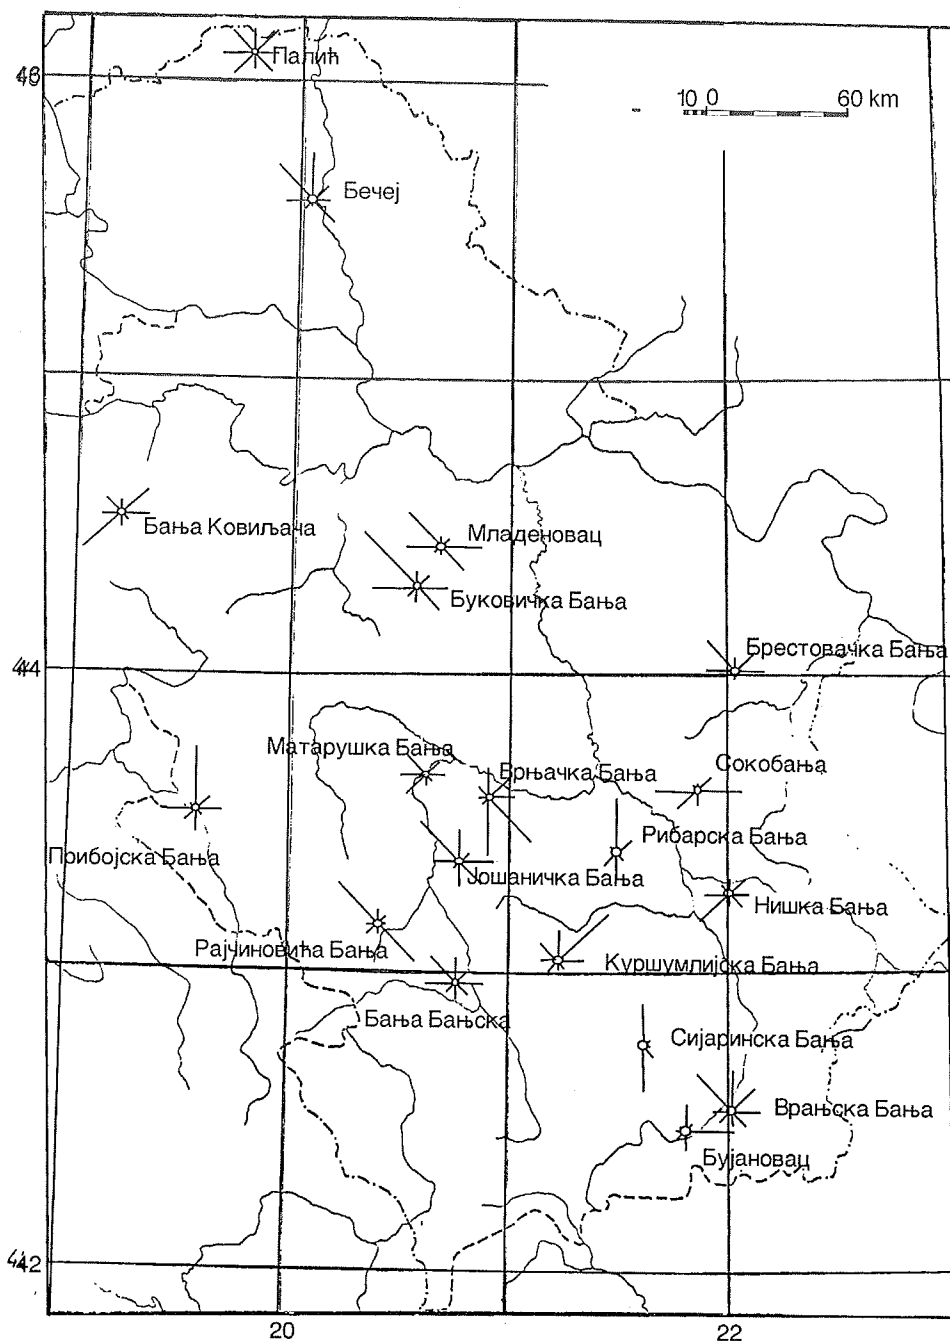 Палић
46
10 0 60 km
Бечеј
Бања Ковиљача
Младеновац
Буковичка Бања
Брестовачка Бања
44
Матарушка Бања
Врњачка Бања
Сокобања
Рибарска Бања
Прибојска Бања
Јошаничка Бања
Нишка Бања
Рајчиновића Бања
Куршумлијска Бања
Бања Бањска
Сијаринска Бања
Врањска Бања
Бујановац
42
20 22